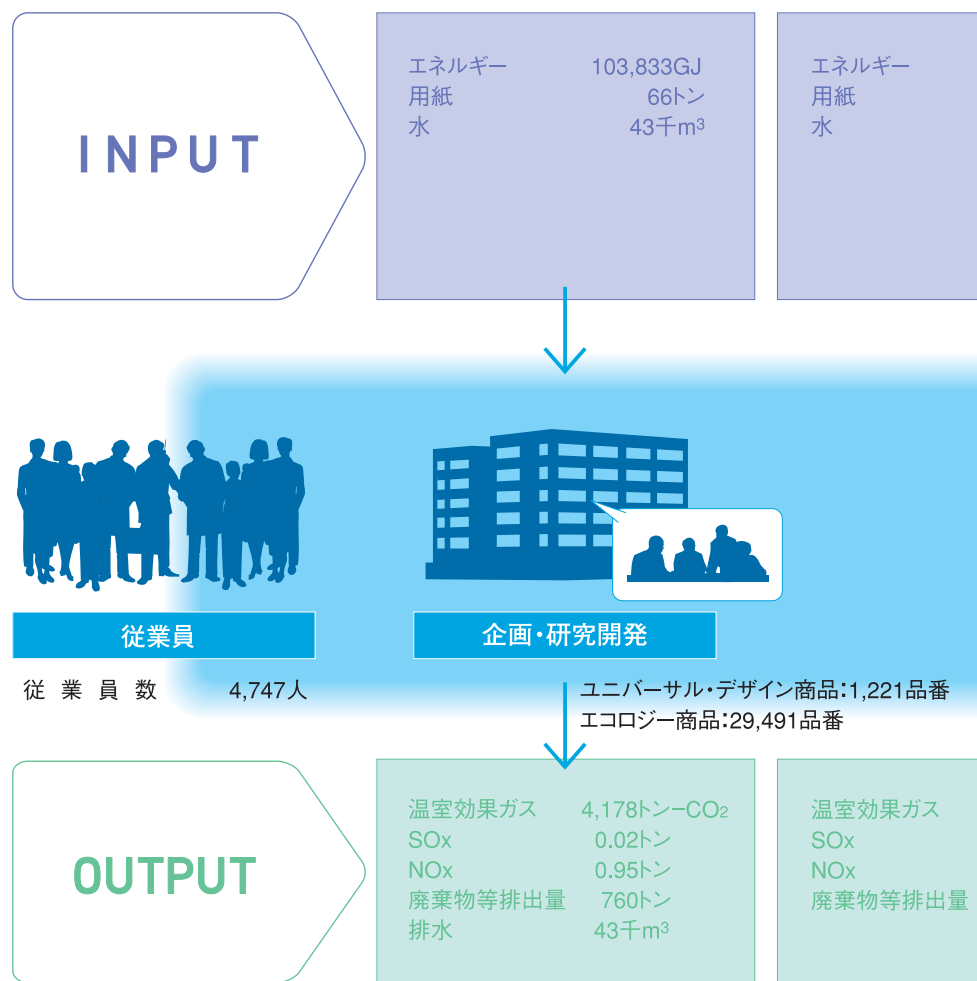 INPUT
エネルギー 103,833GJ
用紙 66トン
水 43千m³
エネルギー
用紙
水
従業員
従業員数 4,747人
企画・研究開発
ユニバーサル・デザイン商品：1,221品番
エコロジー商品：29,491品番
OUTPUT
温室効果ガス 4,178トン−CO₂
SOx 0.02トン
NOx 0.95トン
廃棄物等排出量 760トン
排水 43千m³
温室効果ガス
SOx
NOx
廃棄物等排出量